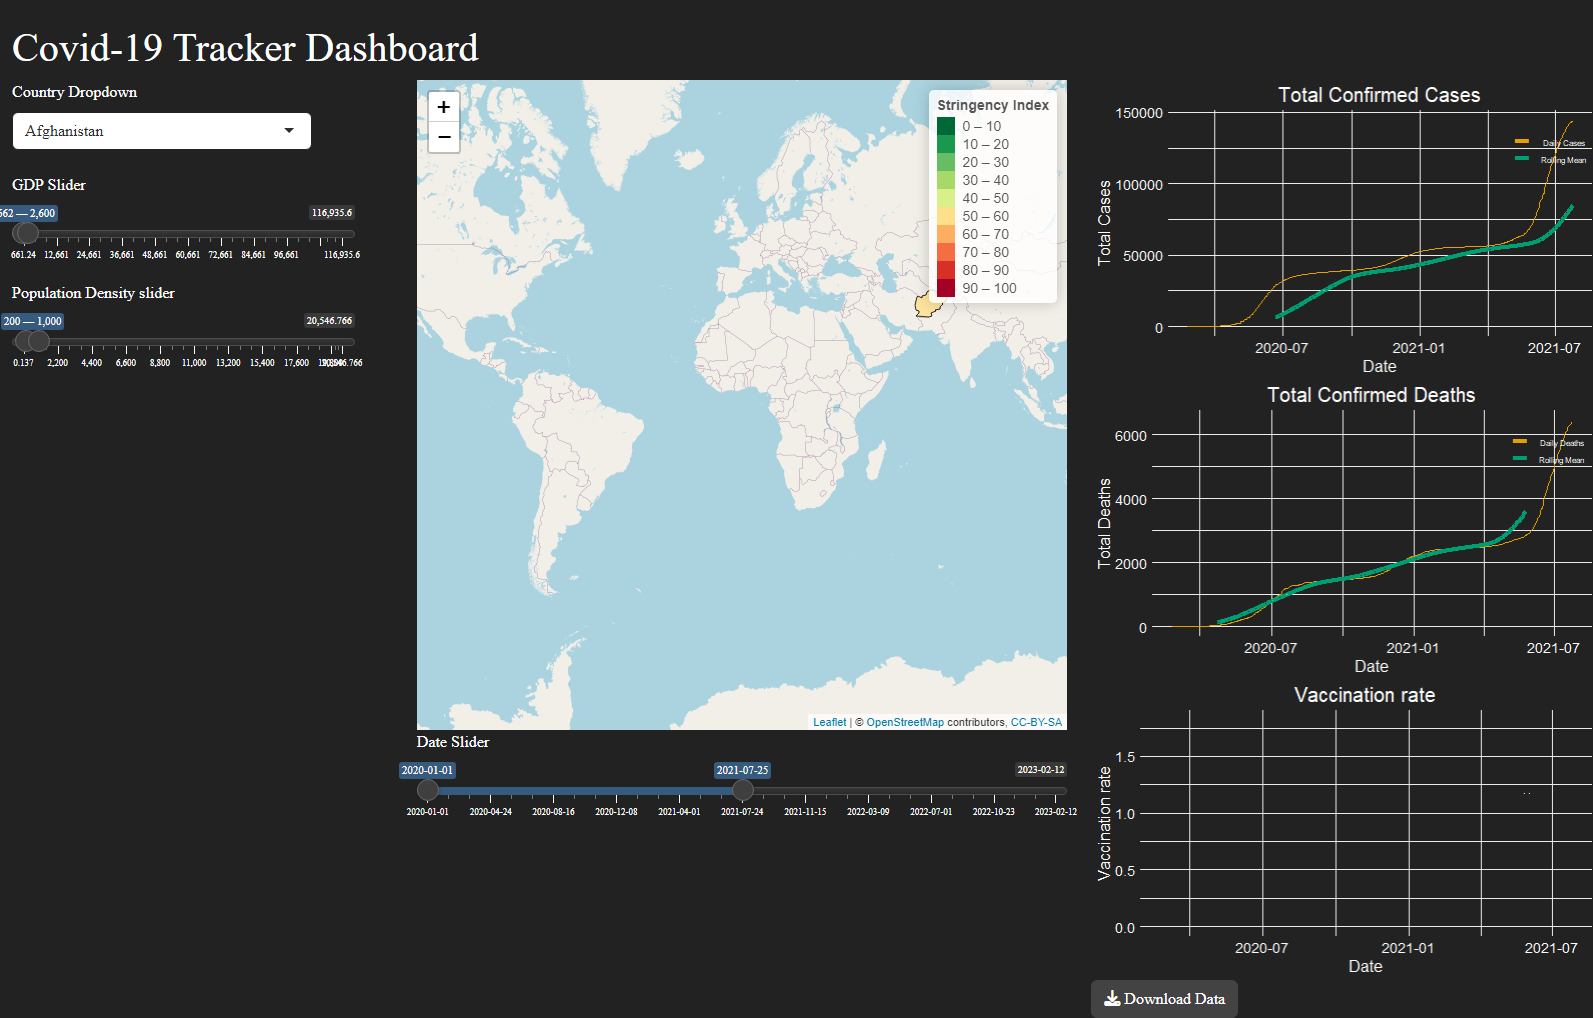 Covid-19 Tracker Dashboard
Country Dropdown
Afghanistan
GDP Slider
562 — 2,600
116,935.6
661.24 12,661 24,661 36,661 48,661 60,661 72,661 84,661 96,661 116,935.6
Population Density slider
200 — 1,000
20,546.766
0.137 2,200 4,400 6,600 8,800 11,000 13,200 15,400 17,600
+
−
Stringency Index
0 – 10
10 – 20
20 – 30
30 – 40
40 – 50
50 – 60
60 – 70
70 – 80
80 – 90
90 – 100
Leaflet | © OpenStreetMap contributors, CC-BY-SA
Date Slider
2020-01-01
2021-07-25
2023-02-12
2020-01-01 2020-04-24 2020-08-16 2020-12-08 2021-04-01 2021-07-24 2021-11-15 2022-03-09 2022-07-01 2022-10-23 2023-02-12
Total Confirmed Cases
Total Cases
150000
100000
50000
0
Daily Cases
Rolling Mean
2020-07 2021-01 2021-07
Date
Total Confirmed Deaths
Total Deaths
6000
4000
2000
0
Daily Deaths
Rolling Mean
2020-07 2021-01 2021-07
Date
Vaccination rate
Vaccination rate
1.5
1.0
0.5
0.0
2020-07 2021-01 2021-07
Date
Download Data